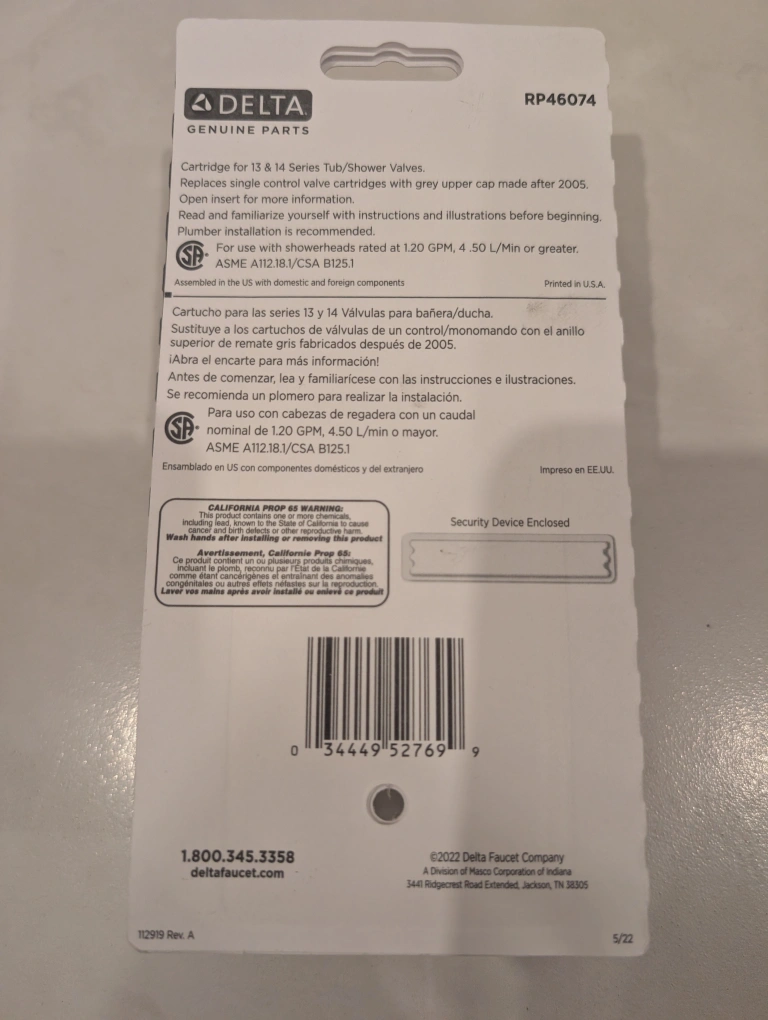 DELTA
RP46074
GENUINE PARTS
Cartridge for 13 & 14 Series Tub/Shower Valves.
Replaces single control valve cartridges with grey upper cap made after 2005.
Open insert for more information.
Read and familiarize yourself with instructions and illustrations before beginning.
Plumber installation is recommended.
For use with showerheads rated at 1.20 GPM, 4 .50 L/Min or greater.
ASME A112.18.1/CSA B125.1
Assembled in the US with domestic and foreign components
Printed in U.S.A.
Cartucho para las series 13 y 14 Válvulas para bañera/ducha.
Sustituye a los cartuchos de válvulas de un control/monomando con el anillo
superior de remate gris fabricados después de 2005.
¡Abra el encarte para más información!
Antes de comenzar, lea y familiarícese con las instrucciones e ilustraciones.
Se recomienda un plomero para realizar la instalación.
Para uso con cabezas de regadera con un caudal
nominal de 1.20 GPM, 4.50 L/min o mayor.
ASME A112.18.1/CSA B125.1
Ensamblado en US con componentes domésticos y del extranjero
Impreso en EE.UU.
CALIFORNIA PROP 65 WARNING:
This product contains one or more chemicals,
including lead, known to the State of California to cause
cancer and birth defects or other reproductive harm.
Wash hands after installing or removing this product
Avertissement, Californie Prop 65:
Ce produit contient un ou plusieurs produits chimiques,
incluant le plomb, reconnu par l'État de la Californie
comme étant cancérigènes et entraînant des anomalies
congénitales ou autres effets néfastes sur la reproduction.
Laver vos mains après avoir installé ou enlevé ce produit
Security Device Enclosed
0 34449 52769 9
1.800.345.3358
deltafaucet.com
©2022 Delta Faucet Company
A Division of Masco Corporation of Indiana
3441 Ridgecrest Road Extended, Jackson, TN 38305
112919 Rev. A
5/22